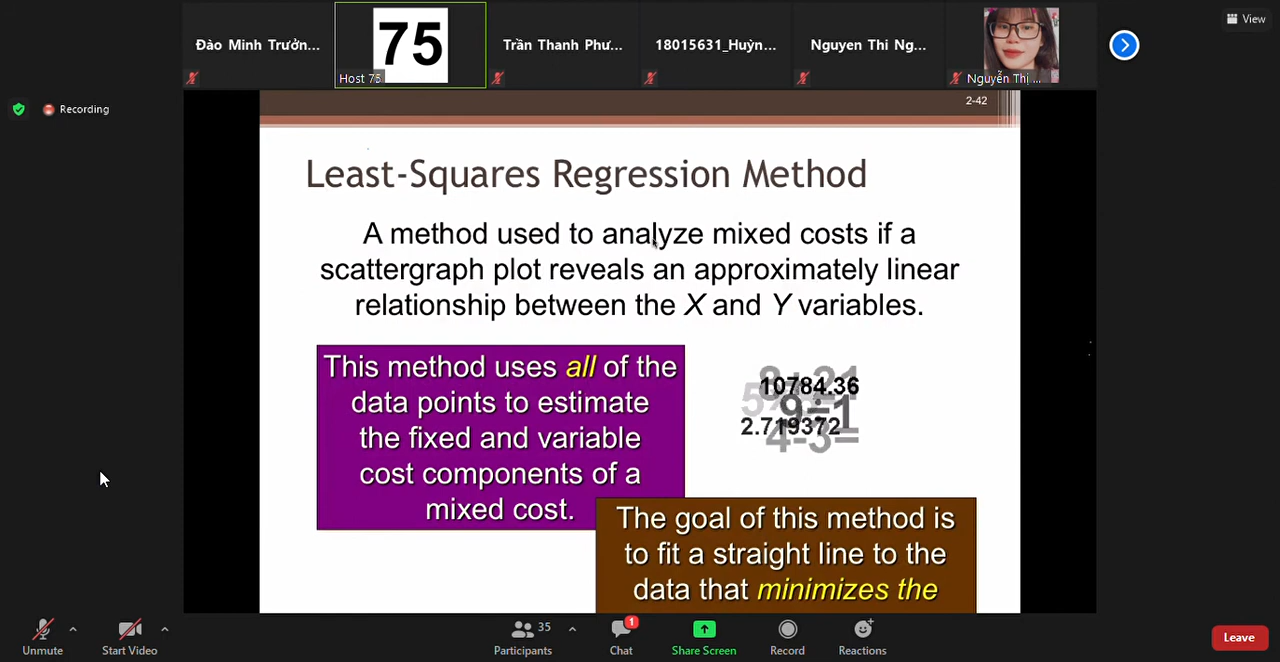 View
Đào Minh Trưởn...
75
Host 75
Trần Thanh Phư...
18015631_Huỳn...
Nguyen Thi Ng...
Nguyễn Thị ...
Recording
2-42
Least-Squares Regression Method
A method used to analyze mixed costs if a
scattergraph plot reveals an approximately linear
relationship between the X and Y variables.
This method uses all of the
data points to estimate
the fixed and variable
cost components of a
mixed cost.
10784.36
9÷1
2.719372
4-3=
The goal of this method is
to fit a straight line to the
data that minimizes the
Unmute
Start Video
Participants
35
Chat
1
Share Screen
Record
Reactions
Leave